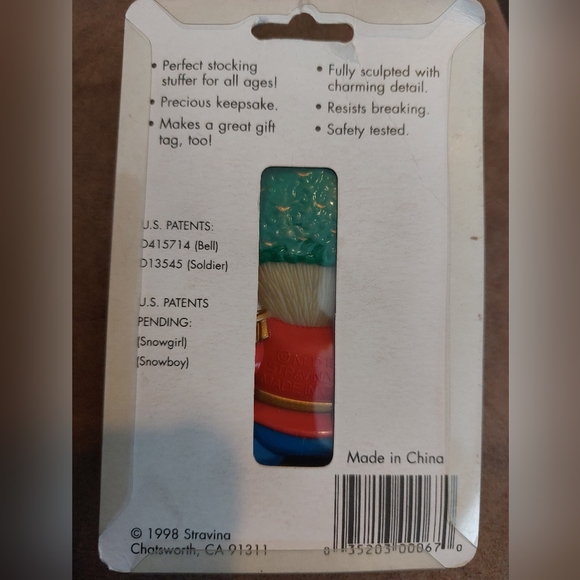 • Perfect stocking
stuffer for all ages!
• Precious keepsake.
• Makes a great gift
tag, too!
• Fully sculpted with
charming detail.
• Resists breaking.
• Safety tested.
U.S. PATENTS:
D415714 (Bell)
D13545 (Soldier)
U.S. PATENTS
PENDING:
(Snowgirl)
(Snowboy)
Made in China
© 1998 Stravina
Chatsworth, CA 91311
0 35203 00867 0